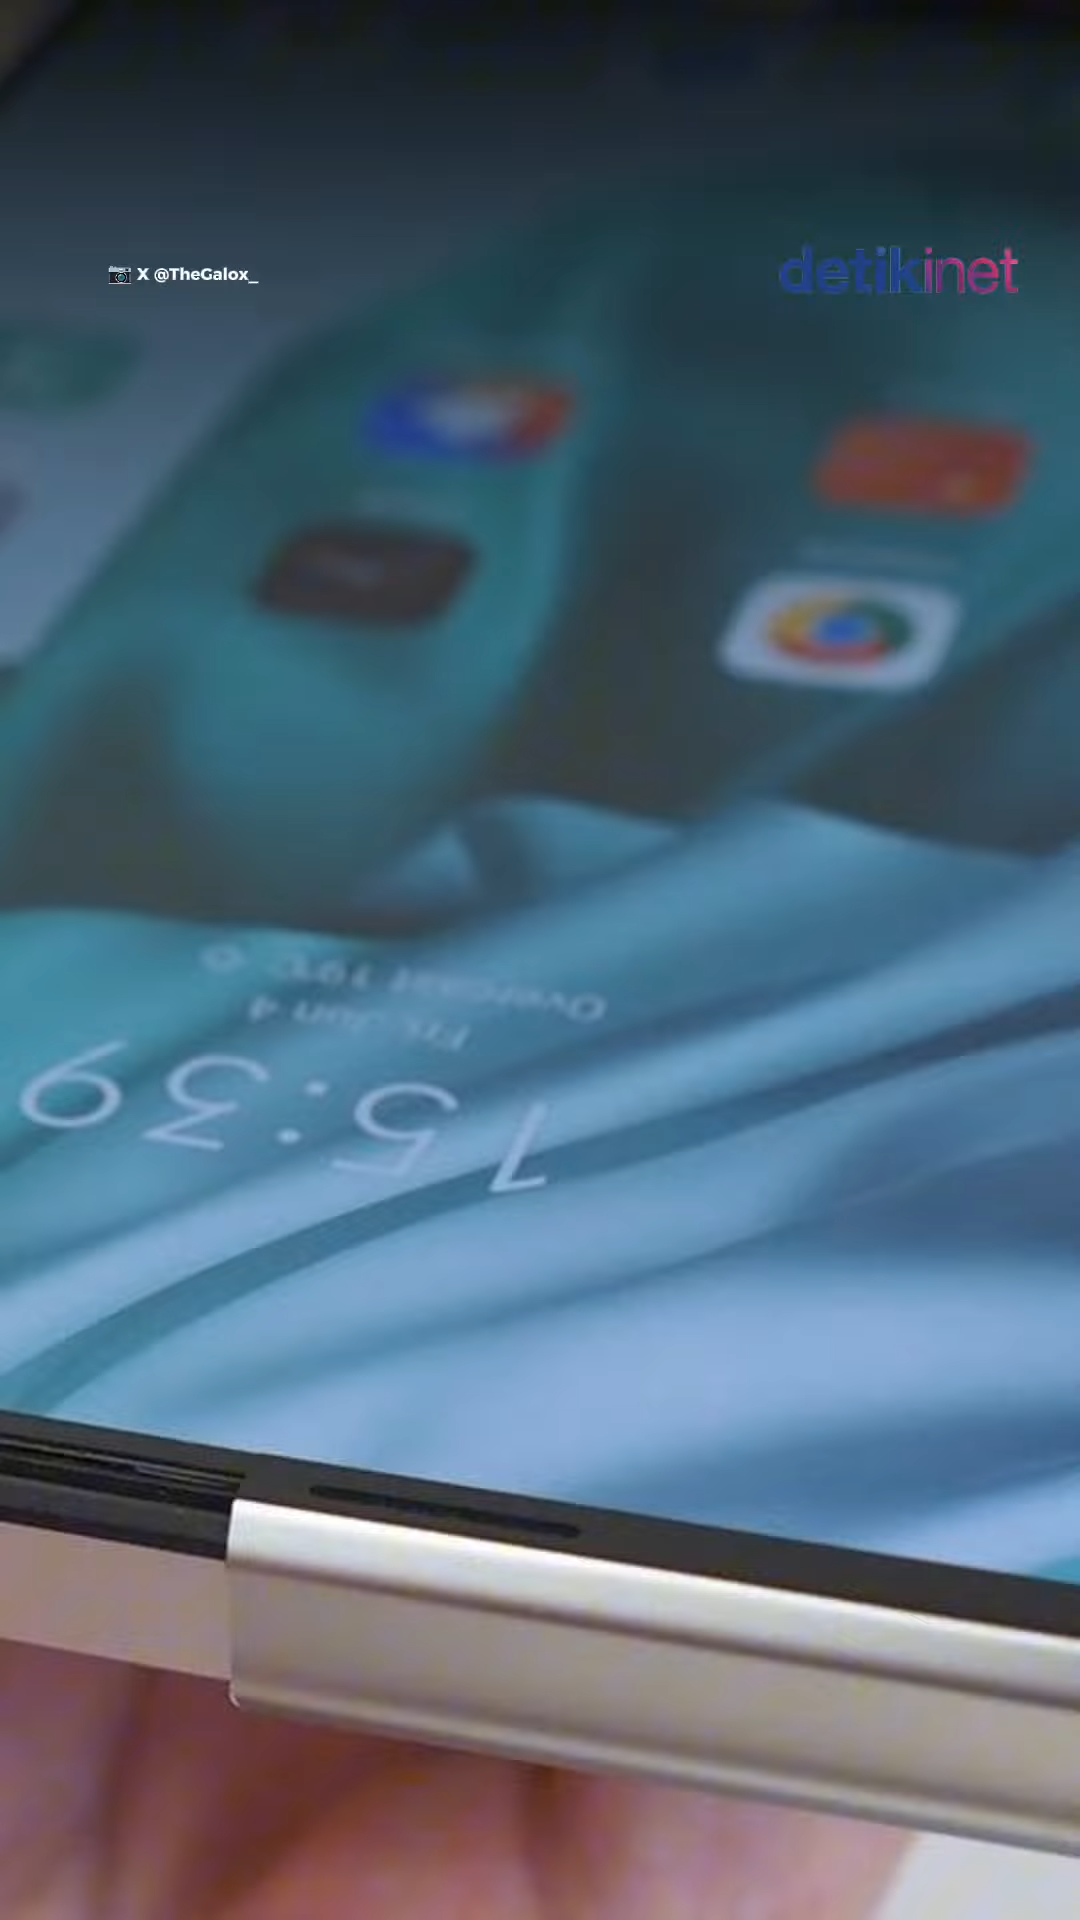 X @TheGalox_
detikinet
15:39
Fri, Jun 4
Overcast 19°C